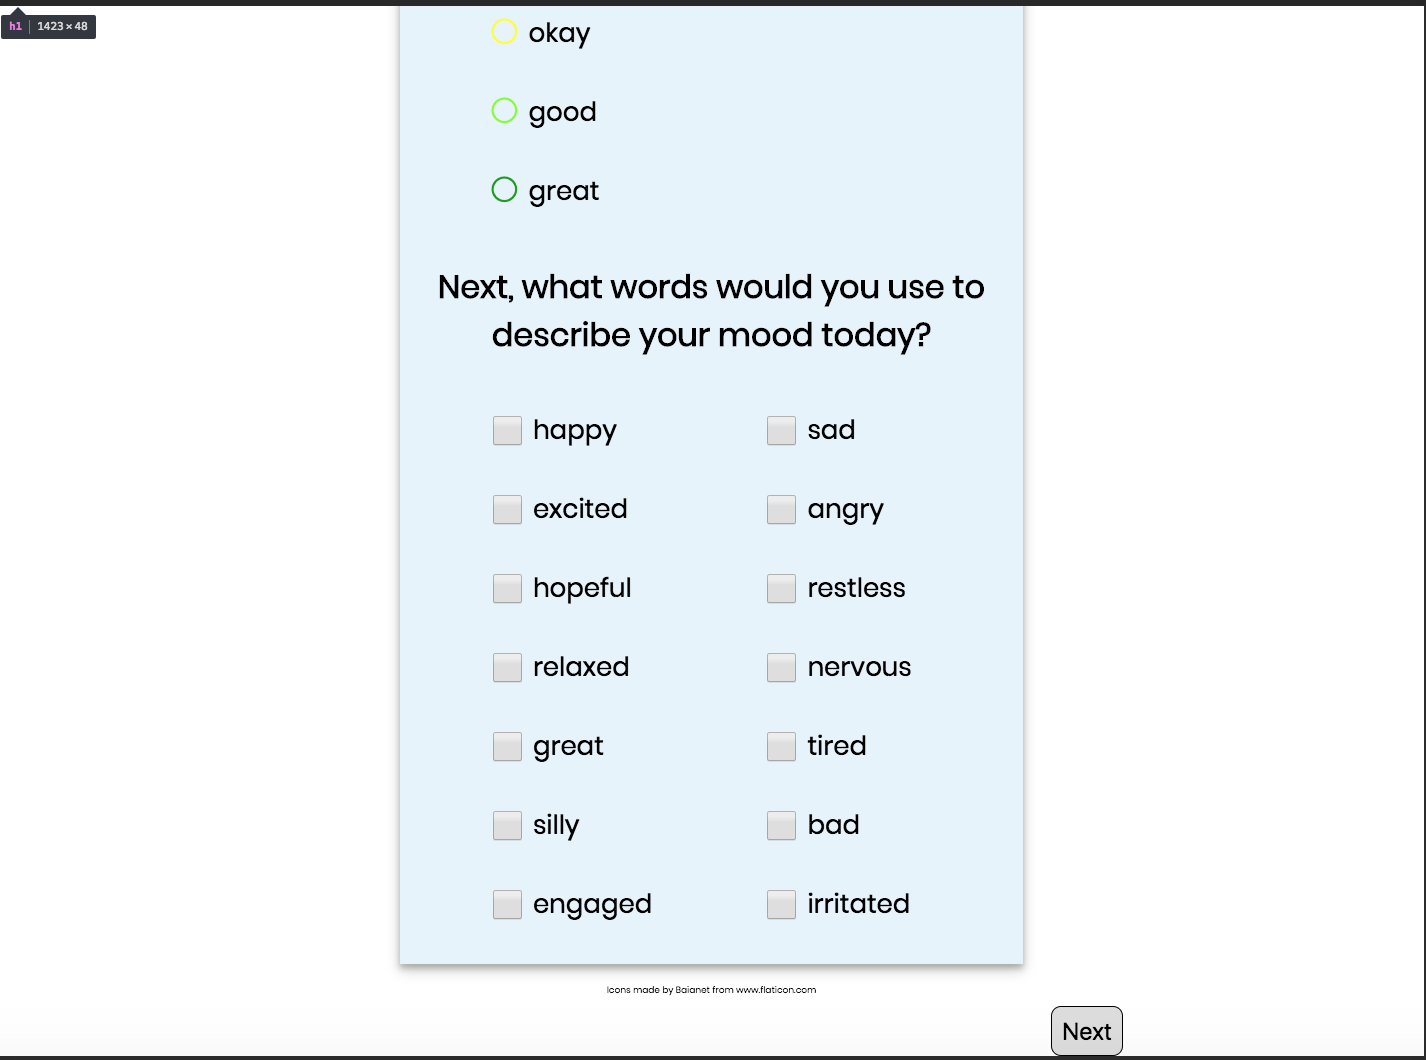 h1 1423 × 48
okay
good
great
Next, what words would you use to
describe your mood today?
happy sad
excited angry
hopeful restless
relaxed nervous
great tired
silly bad
engaged irritated
Icons made by Baianet from www.flaticon.com
Next